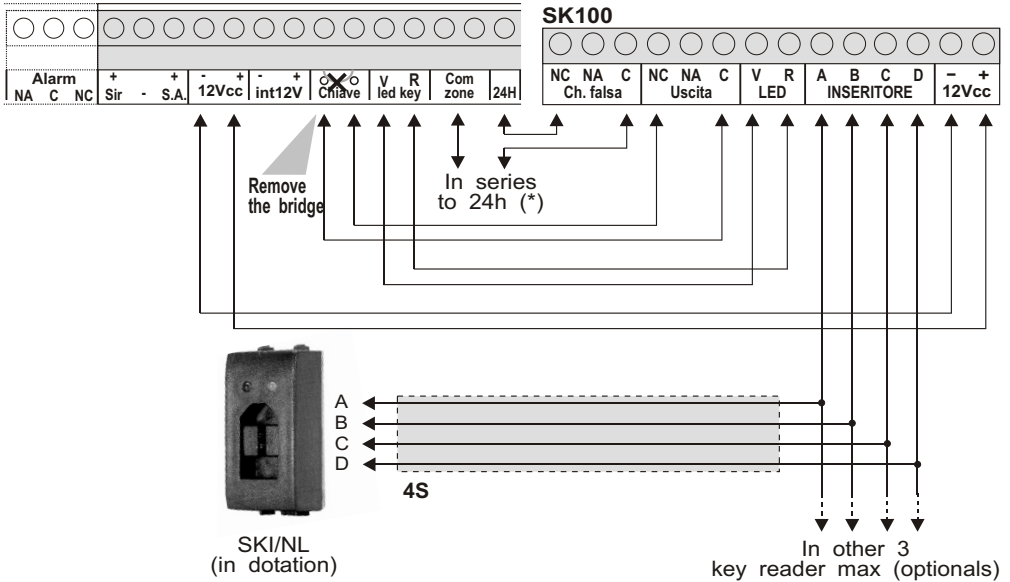 SK100
Alarm
NA C NC
+ +
Sir - S.A.
- +
12Vcc
- +
int12V
Chiave
V R
led key
Com
zone
24H
NC NA C
Ch. falsa
NC NA C
Uscita
V R
LED
A B C D
INSERITORE
- +
12Vcc
Remove
the bridge
In series
to 24h (*)
A
B
C
D
4S
SKI/NL
(in dotation)
In other 3
key reader max (optionals)